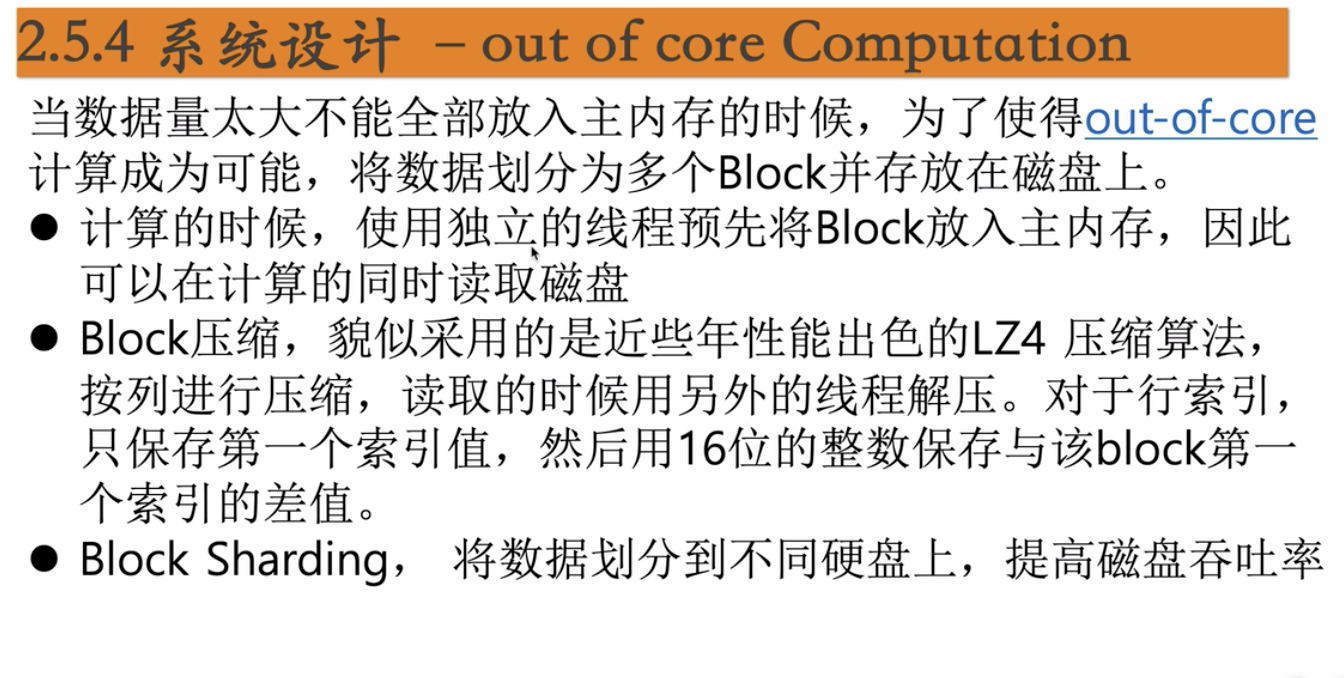 2.5.4 系统设计 – out of core Computation
当数据量太大不能全部放入主内存的时候，为了使得out-of-core
计算成为可能，将数据划分为多个Block并存放在磁盘上。
● 计算的时候，使用独立的线程预先将Block放入主内存，因此
可以在计算的同时读取磁盘
● Block压缩，貌似采用的是近些年性能出色的LZ4 压缩算法，
按列进行压缩，读取的时候用另外的线程解压。对于行索引，
只保存第一个索引值，然后用16位的整数保存与该block第一
个索引的差值。
● Block Sharding， 将数据划分到不同硬盘上，提高磁盘吞吐率